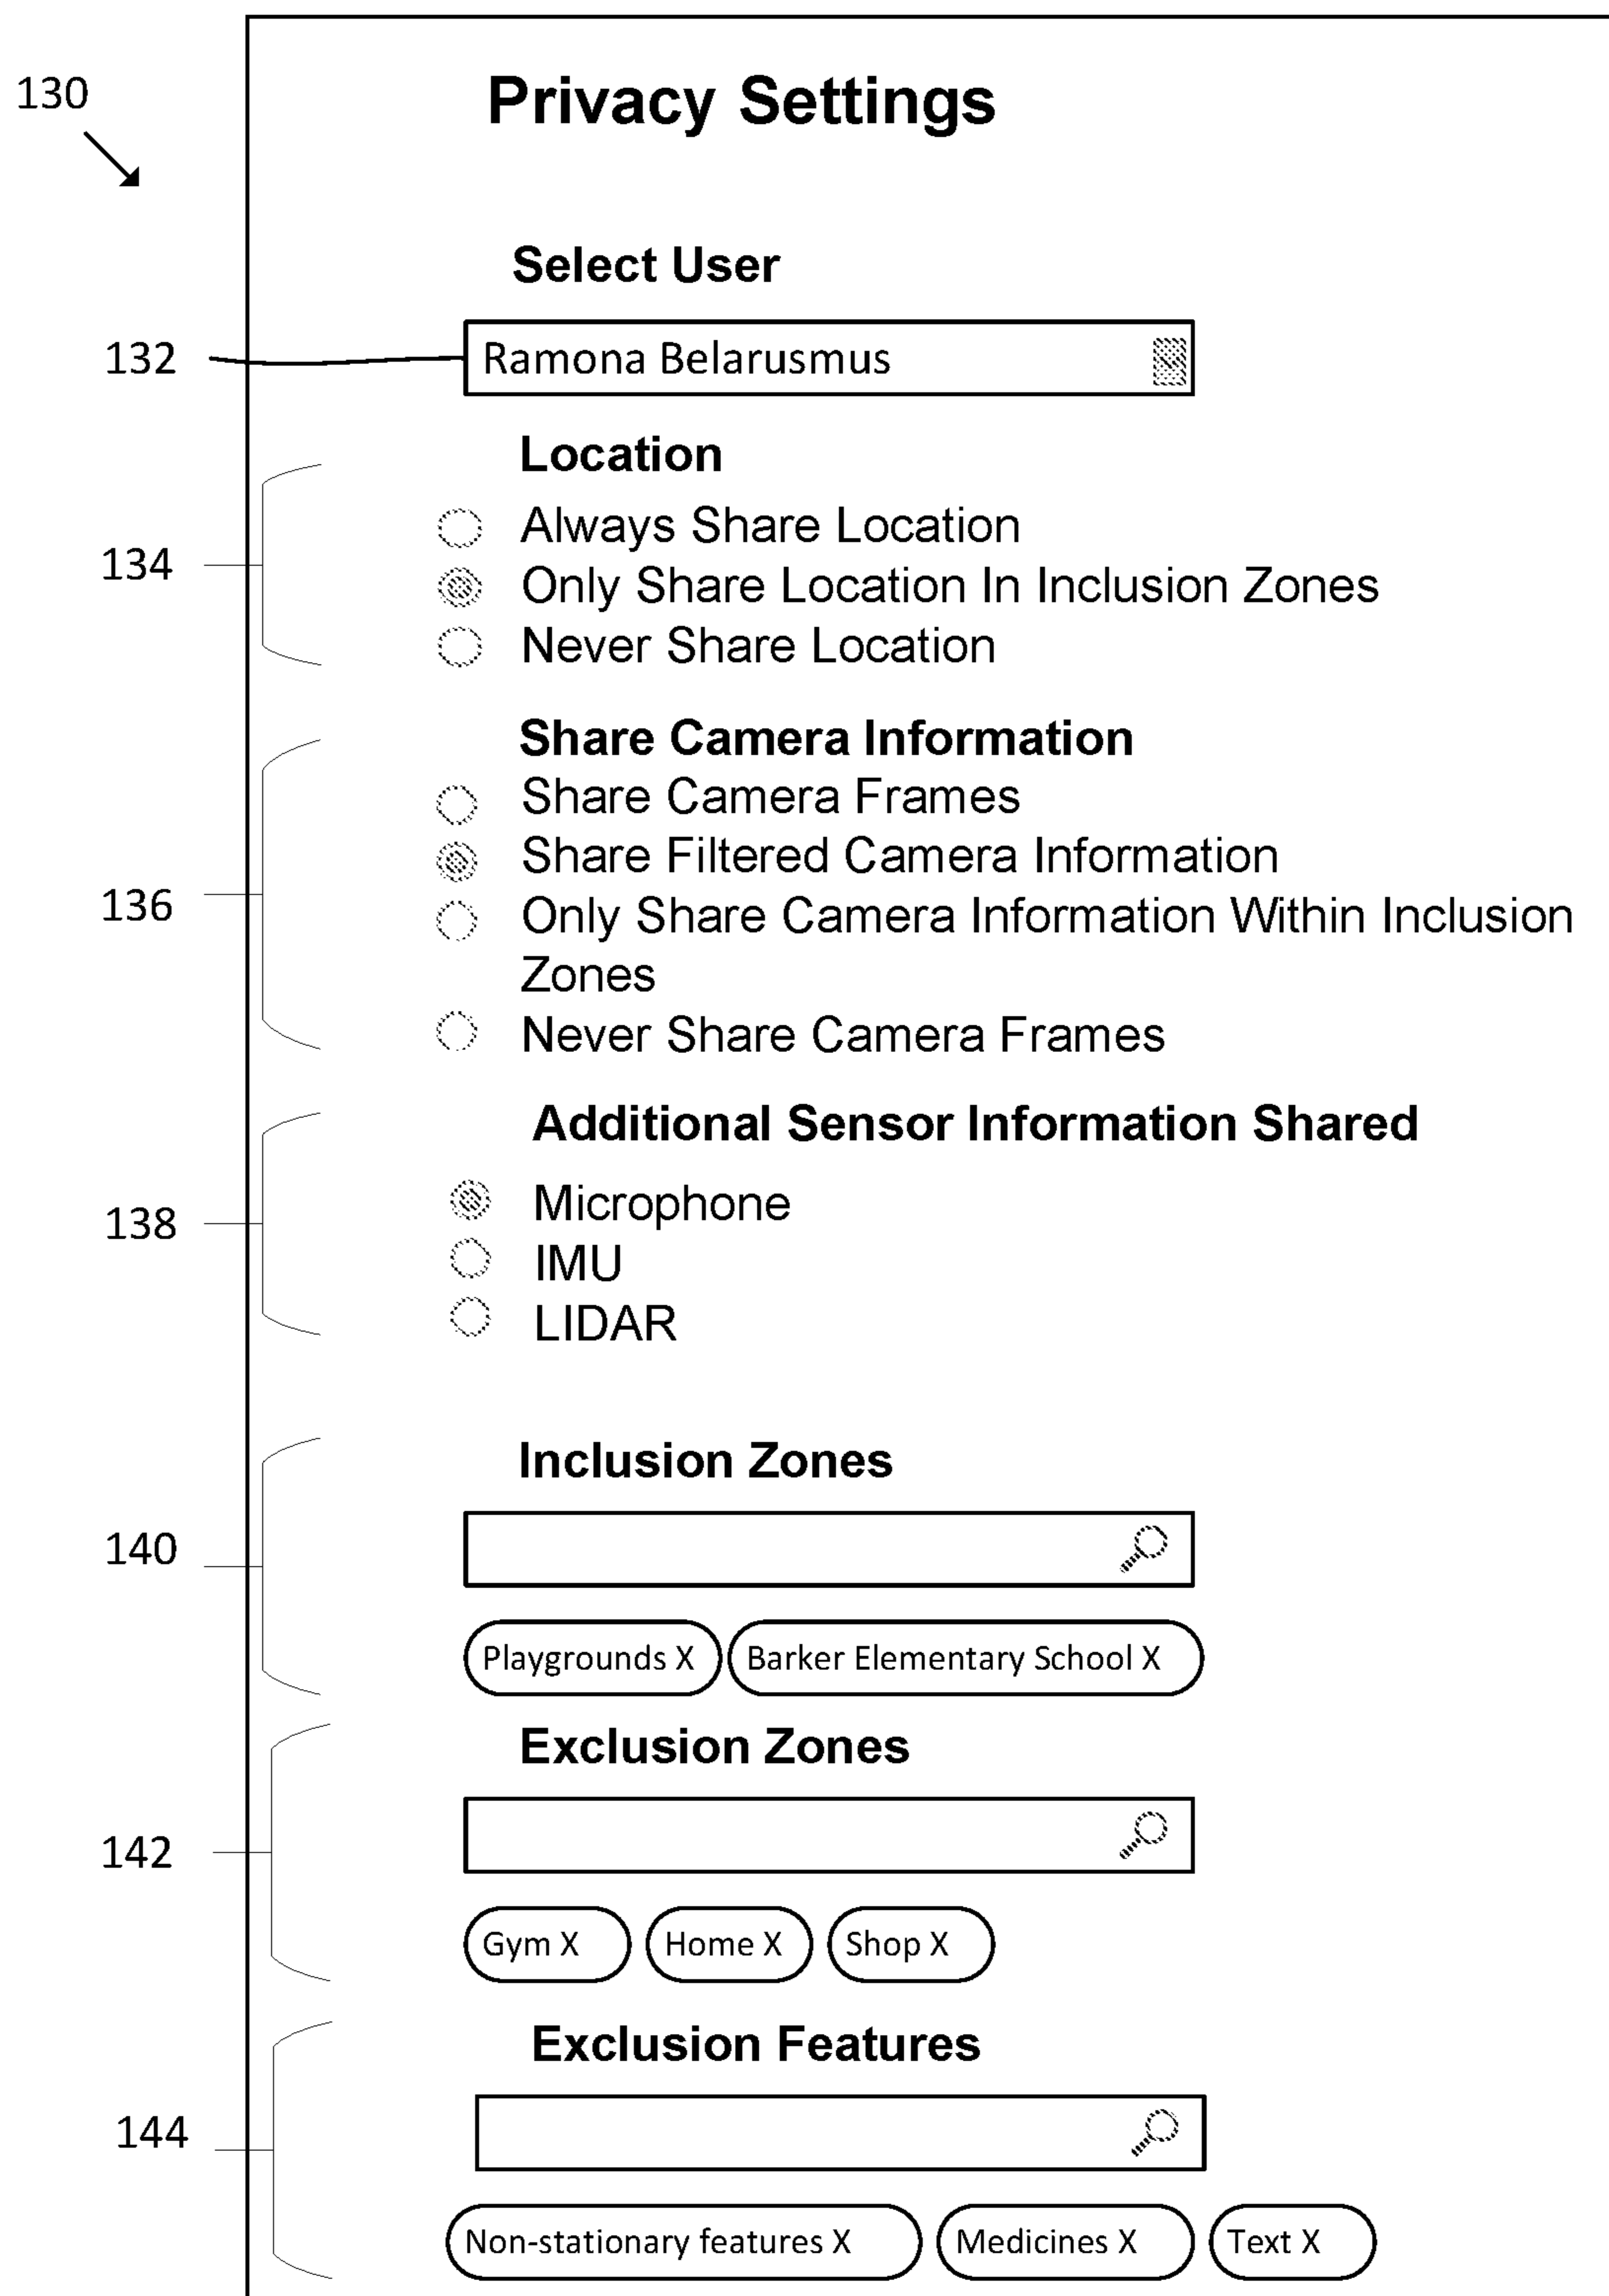 130
Privacy Settings
Select User
132
Ramona Belarusmus
Location
Always Share Location
134
Only Share Location In Inclusion Zones
Never Share Location
Share Camera Information
Share Camera Frames
Share Filtered Camera Information
136
Only Share Camera Information Within Inclusion
Zones
Never Share Camera Frames
Additional Sensor Information Shared
Microphone
138
IMU
LIDAR
Inclusion Zones
140
Playgrounds X Barker Elementary School X
Exclusion Zones
142
Gym X Home X Shop X
Exclusion Features
144
Non-stationary features X Medicines X Text X